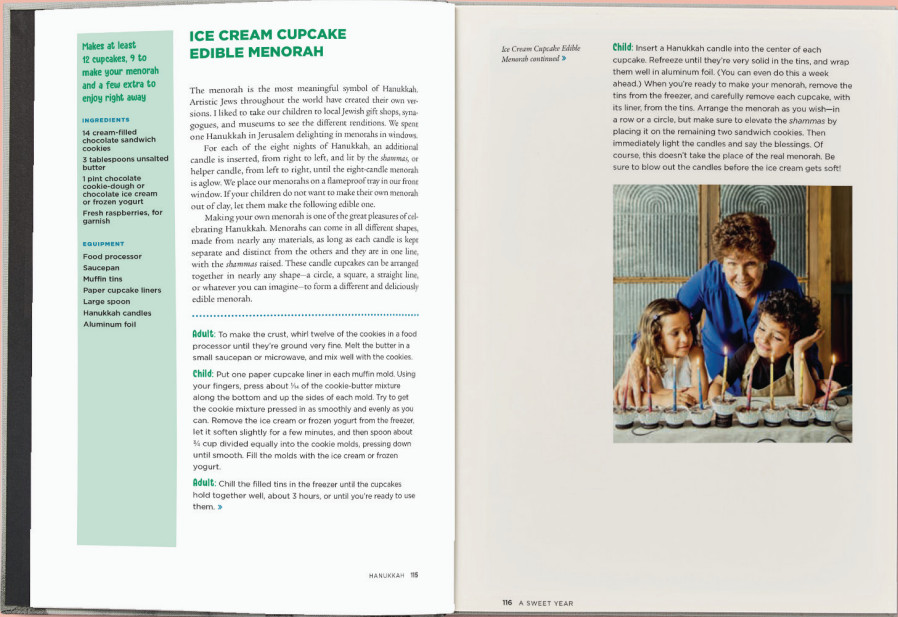 Makes at least
12 cupcakes, 9 to
make your menorah
and a few extra to
enjoy right away
INGREDIENTS
14 cream-filled
chocolate sandwich
cookies
3 tablespoons unsalted
butter
1 pint chocolate
cookie-dough or
chocolate ice cream
or frozen yogurt
Fresh raspberries, for
garnish
EQUIPMENT
Food processor
Saucepan
Muffin tins
Paper cupcake liners
Large spoon
Hanukkah candles
Aluminum foil
ICE CREAM CUPCAKE
EDIBLE MENORAH
The menorah is the most meaningful symbol of Hanukkah.
Artistic Jews throughout the world have created their own ver-
sions. I liked to take our children to local Jewish gift shops, syna-
gogues, and museums to see the different renditions. We spent
one Hanukkah in Jerusalem delighting in menorahs in windows.
For each of the eight nights of Hanukkah, an additional
candle is inserted, from right to left, and lit by the shammas, or
helper candle, from left to right, until the eight-candle menorah
is aglow. We place our menorahs on a flameproof tray in our front
window. If your children do not want to make their own menorah
out of clay, let them make the following edible one.
Making your own menorah is one of the great pleasures of cel-
ebrating Hanukkah. Menorahs can come in all different shapes,
made from nearly any materials, as long as each candle is kept
separate and distinct from the others and they are in one line,
with the shammas raised. These candle cupcakes can be arranged
together in nearly any shape—a circle, a square, a straight line,
or whatever you can imagine—to form a different and deliciously
edible menorah.
Adult: To make the crust, whirl twelve of the cookies in a food
processor until they're ground very fine. Melt the butter in a
small saucepan or microwave, and mix well with the cookies.
Child: Put one paper cupcake liner in each muffin mold. Using
your fingers, press about of the cookie-butter mixture
along the bottom and up the sides of each mold. Try to get
the cookie mixture pressed in as smoothly and evenly as you
can. Remove the ice cream or frozen yogurt from the freezer,
let it soften slightly for a few minutes, and then spoon about
¾ cup divided equally into the cookie molds, pressing down
until smooth. Fill the molds with the ice cream or frozen
yogurt.
Adult: Chill the filled tins in the freezer until the cupcakes
hold together well, about 3 hours, or until you're ready to use
them. »
HANUKKAH 115
Ice Cream Cupcake Edible
Menorah continued »
Child: Insert a Hanukkah candle into the center of each
cupcake. Refreeze until they're very solid in the tins, and wrap
them well in aluminum foil. (You can even do this a week
ahead.) When you're ready to make your menorah, remove the
tins from the freezer, and carefully remove each cupcake, with
its liner, from the tins. Arrange the menorah as you wish—in
a row or a circle, but make sure to elevate the shammas by
placing it on the remaining two sandwich cookies. Then
immediately light the candles and say the blessings. Of
course, this doesn't take the place of the real menorah. Be
sure to blow out the candles before the ice cream gets soft!
116 A SWEET YEAR